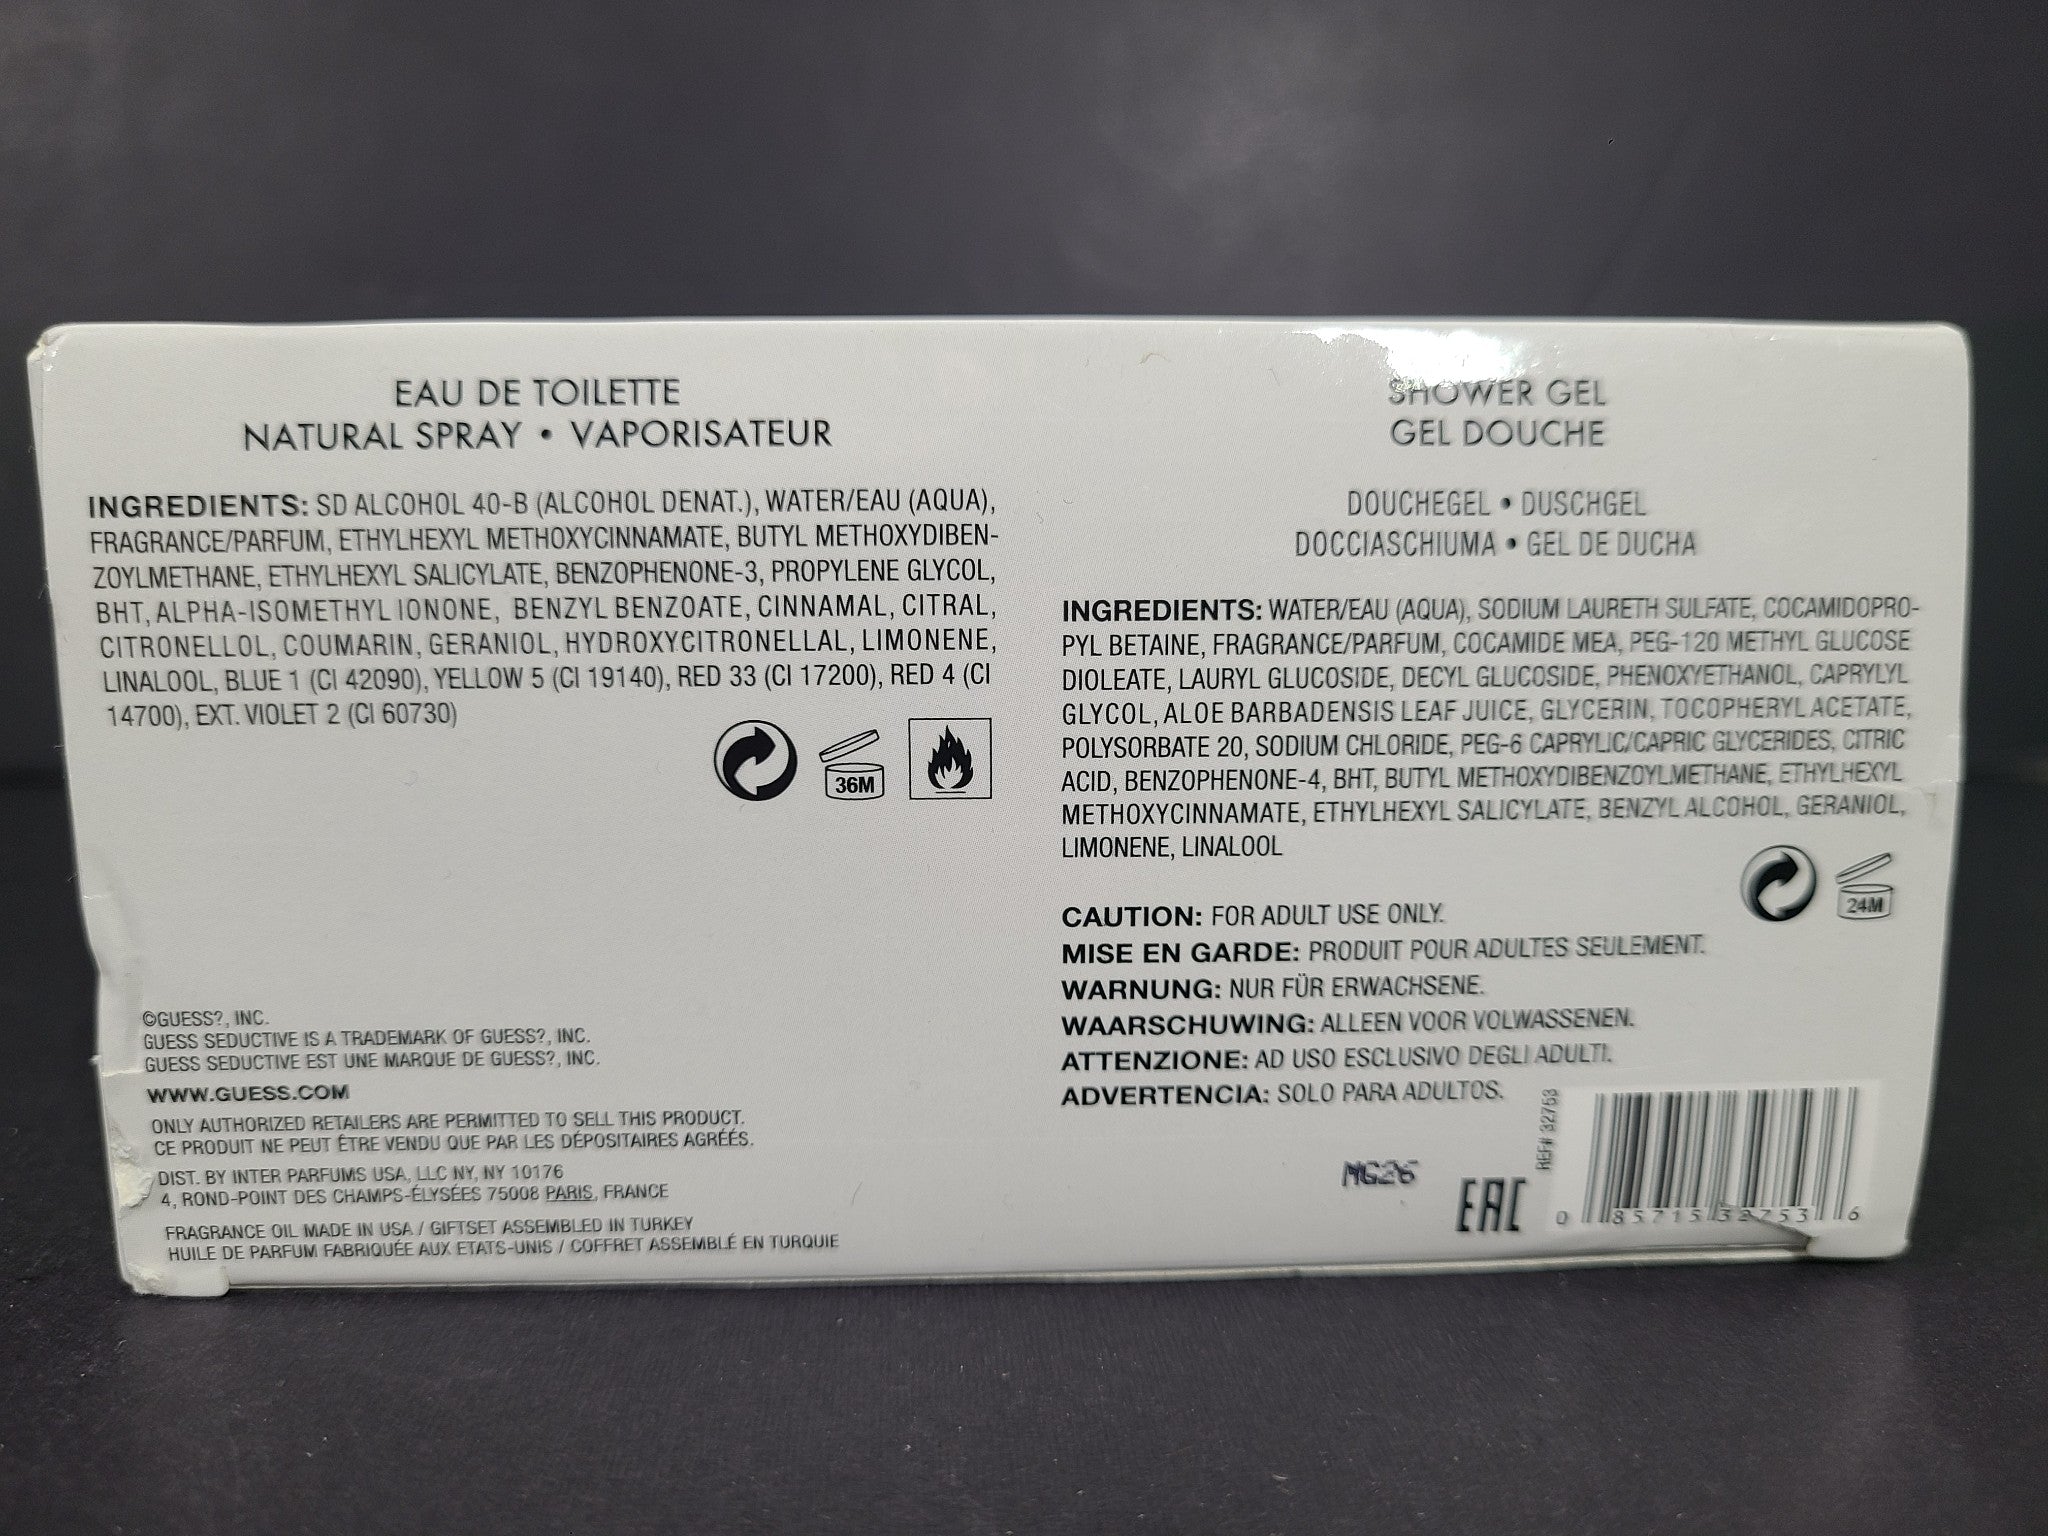 EAU DE TOILETTE
NATURAL SPRAY • VAPORISATEUR
INGREDIENTS: SD ALCOHOL 40-B (ALCOHOL DENAT.), WATER/EAU (AQUA),
FRAGRANCE/PARFUM, ETHYLHEXYL METHOXYCINNAMATE, BUTYL METHOXYDIBEN-
ZOYLMETHANE, ETHYLHEXYL SALICYLATE, BENZOPHENONE-3, PROPYLENE GLYCOL,
BHT, ALPHA-ISOMETHYL IONONE, BENZYL BENZOATE, CINNAMAL, CITRAL,
CITRONELLOL, COUMARIN, GERANIOL, HYDROXYCITRONELLAL, LIMONENE,
LINALOOL, BLUE 1 (CI 42090), YELLOW 5 (CI 19140), RED 33 (CI 17200), RED 4 (CI
14700), EXT. VIOLET 2 (CI 60730)
36M
©GUESS?, INC.
GUESS SEDUCTIVE IS A TRADEMARK OF GUESS?, INC.
GUESS SEDUCTIVE EST UNE MARQUE DE GUESS?, INC.
WWW.GUESS.COM
ONLY AUTHORIZED RETAILERS ARE PERMITTED TO SELL THIS PRODUCT.
CE PRODUIT NE PEUT ÊTRE VENDU QUE PAR LES DÉPOSITAIRES AGRÉÉS.
DIST. BY INTER PARFUMS USA, LLC NY, NY 10176
4, ROND-POINT DES CHAMPS-ÉLYSÉES 75008 PARIS, FRANCE
FRAGRANCE OIL MADE IN USA / GIFTSET ASSEMBLED IN TURKEY
HUILE DE PARFUM FABRIQUÉE AUX ETATS-UNIS / COFFRET ASSEMBLÉ EN TURQUIE
SHOWER GEL
GEL DOUCHE
DOUCHEGEL • DUSCHGEL
DOCCIASCHIUMA • GEL DE DUCHA
INGREDIENTS: WATER/EAU (AQUA), SODIUM LAURETH SULFATE, COCAMIDOPRO-
PYL BETAINE, FRAGRANCE/PARFUM, COCAMIDE MEA, PEG-120 METHYL GLUCOSE
DIOLEATE, LAURYL GLUCOSIDE, DECYL GLUCOSIDE, PHENOXYETHANOL, CAPRYLYL
GLYCOL, ALOE BARBADENSIS LEAF JUICE, GLYCERIN, TOCOPHERYL ACETATE,
POLYSORBATE 20, SODIUM CHLORIDE, PEG-6 CAPRYLIC/CAPRIC GLYCERIDES, CITRIC
ACID, BENZOPHENONE-4, BHT, BUTYL METHOXYDIBENZOYLMETHANE, ETHYLHEXYL
METHOXYCINNAMATE, ETHYLHEXYL SALICYLATE, BENZYL ALCOHOL, GERANIOL,
LIMONENE, LINALOOL
24M
CAUTION: FOR ADULT USE ONLY.
MISE EN GARDE: PRODUIT POUR ADULTES SEULEMENT.
WARNUNG: NUR FÜR ERWACHSENE.
WAARSCHUWING: ALLEEN VOOR VOLWASSENEN.
ATTENZIONE: AD USO ESCLUSIVO DEGLI ADULTI.
ADVERTENCIA: SOLO PARA ADULTOS.
NG26
EAC
REF# 32753
0 85715 32753 6